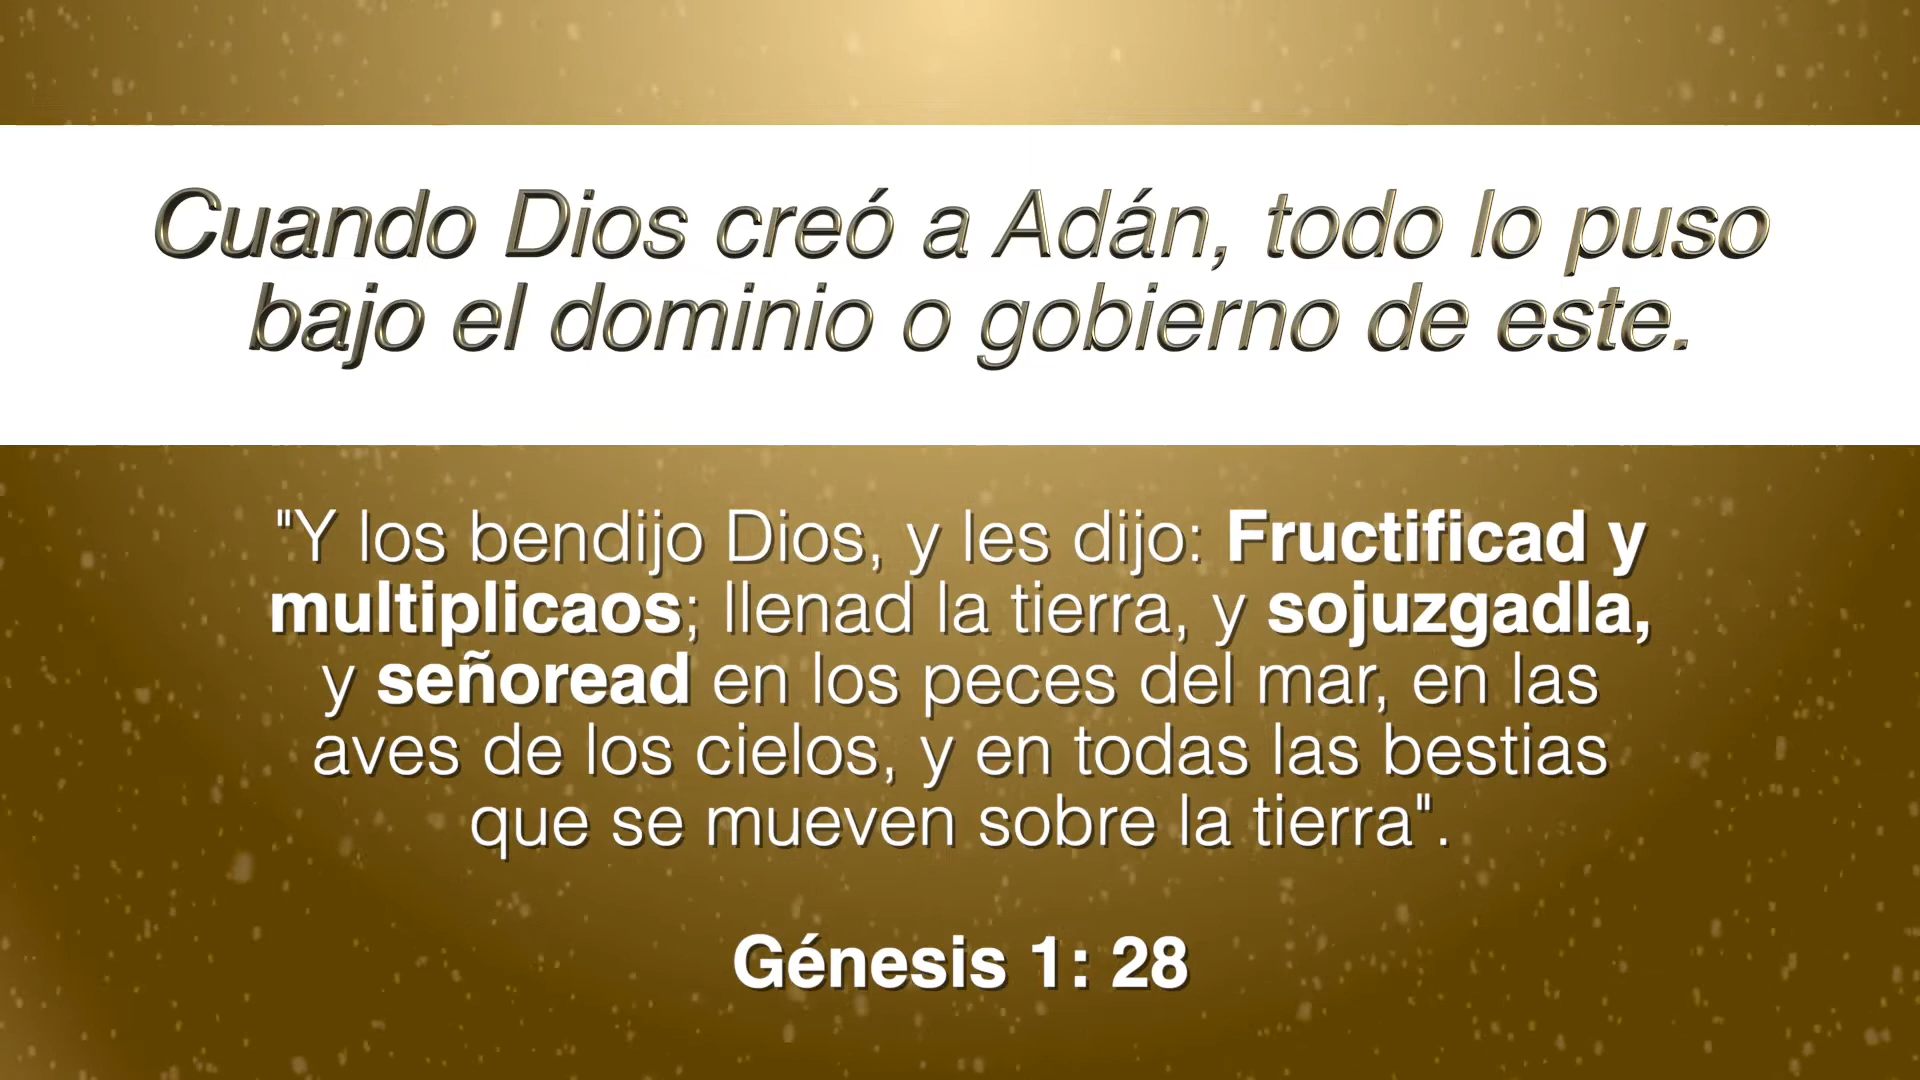 Cuando Dios creó a Adán, todo lo puso
bajo el dominio o gobierno de este.
"Y los bendijo Dios, y les dijo: Fructificad y
multiplicaos; llenad la tierra, y sojuzgadla,
y señoread en los peces del mar, en las
aves de los cielos, y en todas las bestias
que se mueven sobre la tierra".
Génesis 1: 28